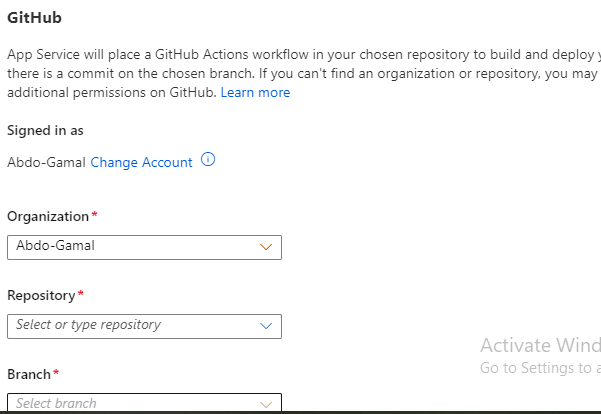 GitHub
App Service will place a GitHub Actions workflow in your chosen repository to build and deploy
there is a commit on the chosen branch. If you can't find an organization or repository, you may
additional permissions on GitHub. Learn more
Signed in as
Abdo-Gamal Change Account
Organization*
Abdo-Gamal
Repository*
Select or type repository
Activate Wind
Go to Settings to a
Branch*
Select branch